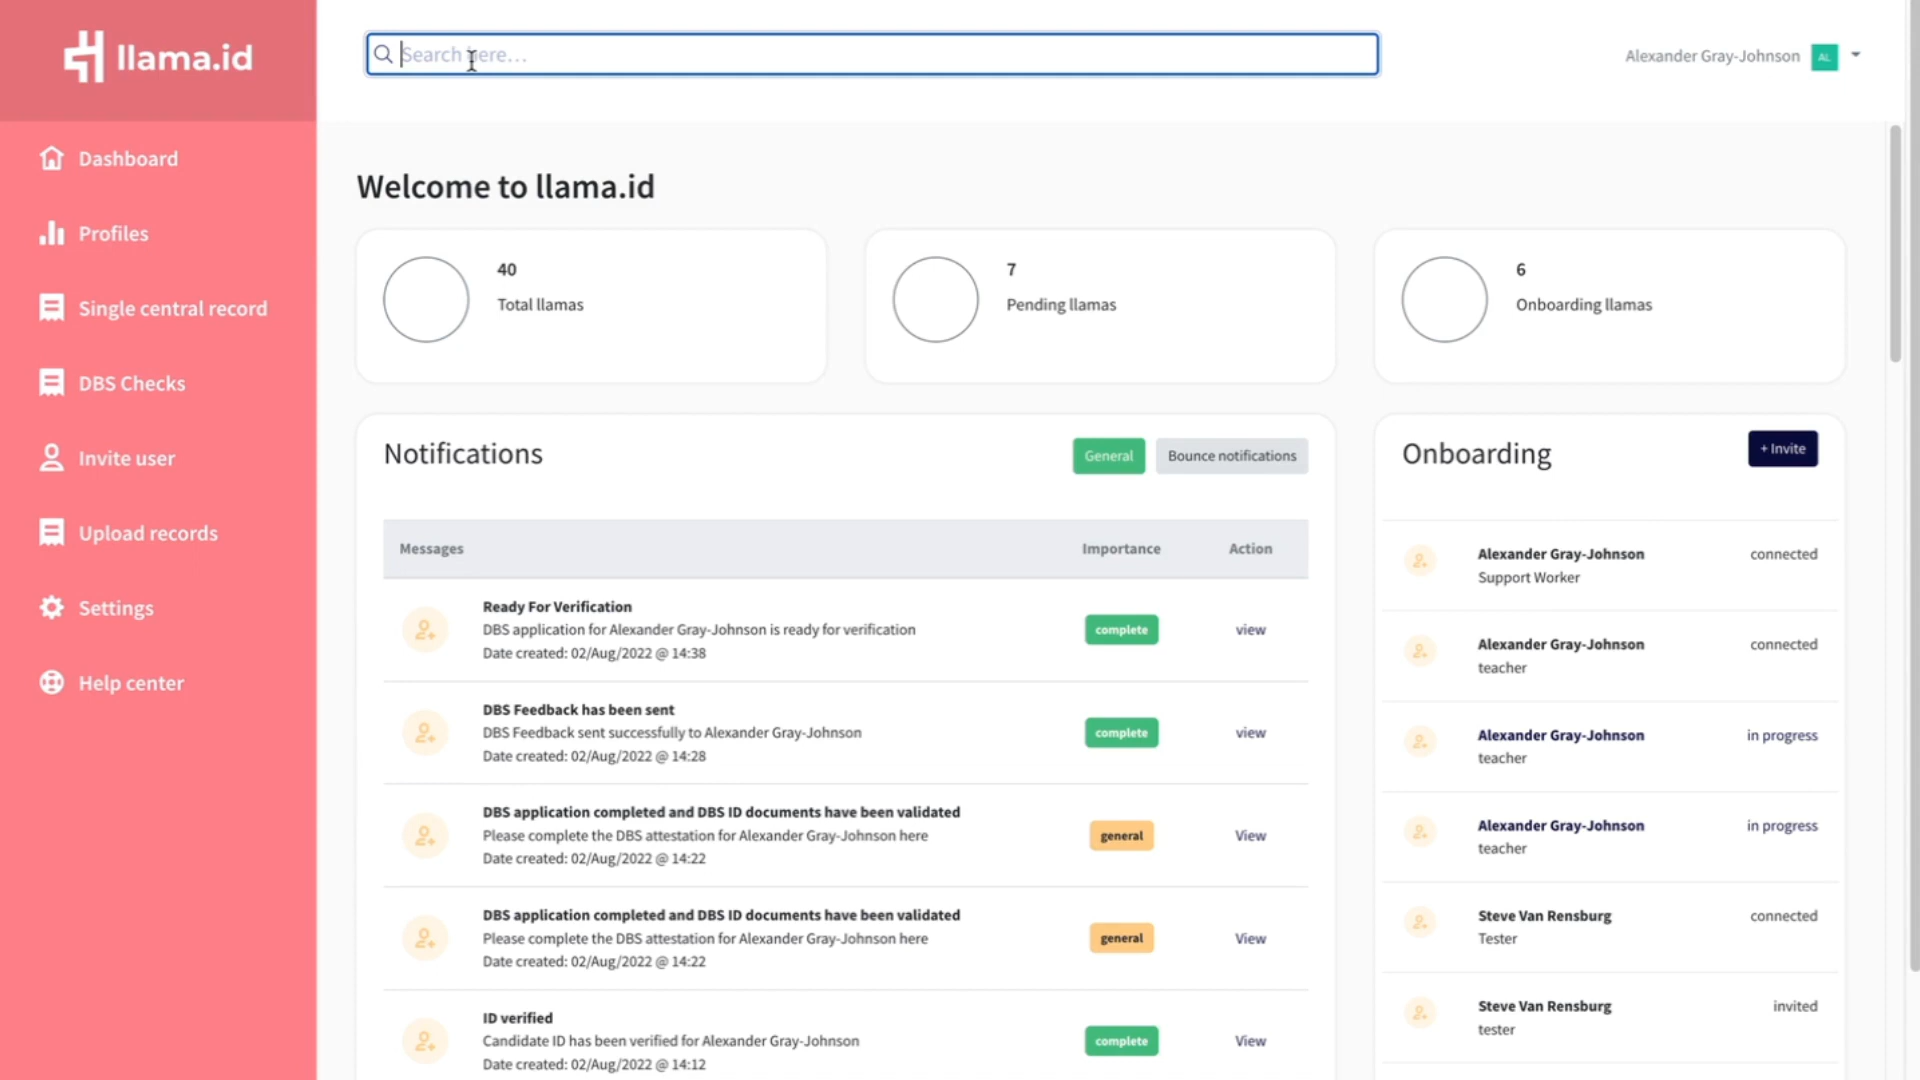 llama.id
Search here...
Alexander Gray-Johnson AL
Dashboard
Profiles
Single central record
DBS Checks
Invite user
Upload records
Settings
Help center
Welcome to llama.id
40
Total llamas
7
Pending llamas
6
Onboarding llamas
Notifications
General Bounce notifications
Messages Importance Action
Ready For Verification
DBS application for Alexander Gray-Johnson is ready for verification
Date created: 02/Aug/2022 @ 14:38
complete view
DBS Feedback has been sent
DBS Feedback sent successfully to Alexander Gray-Johnson
Date created: 02/Aug/2022 @ 14:28
complete view
DBS application completed and DBS ID documents have been validated
Please complete the DBS attestation for Alexander Gray-Johnson here
Date created: 02/Aug/2022 @ 14:22
general View
DBS application completed and DBS ID documents have been validated
Please complete the DBS attestation for Alexander Gray-Johnson here
Date created: 02/Aug/2022 @ 14:22
general View
ID verified
Candidate ID has been verified for Alexander Gray-Johnson
Date created: 02/Aug/2022 @ 14:12
complete View
Onboarding
+ Invite
Alexander Gray-Johnson connected
Support Worker
Alexander Gray-Johnson connected
teacher
Alexander Gray-Johnson in progress
teacher
Alexander Gray-Johnson in progress
teacher
Steve Van Rensburg connected
Tester
Steve Van Rensburg invited
tester